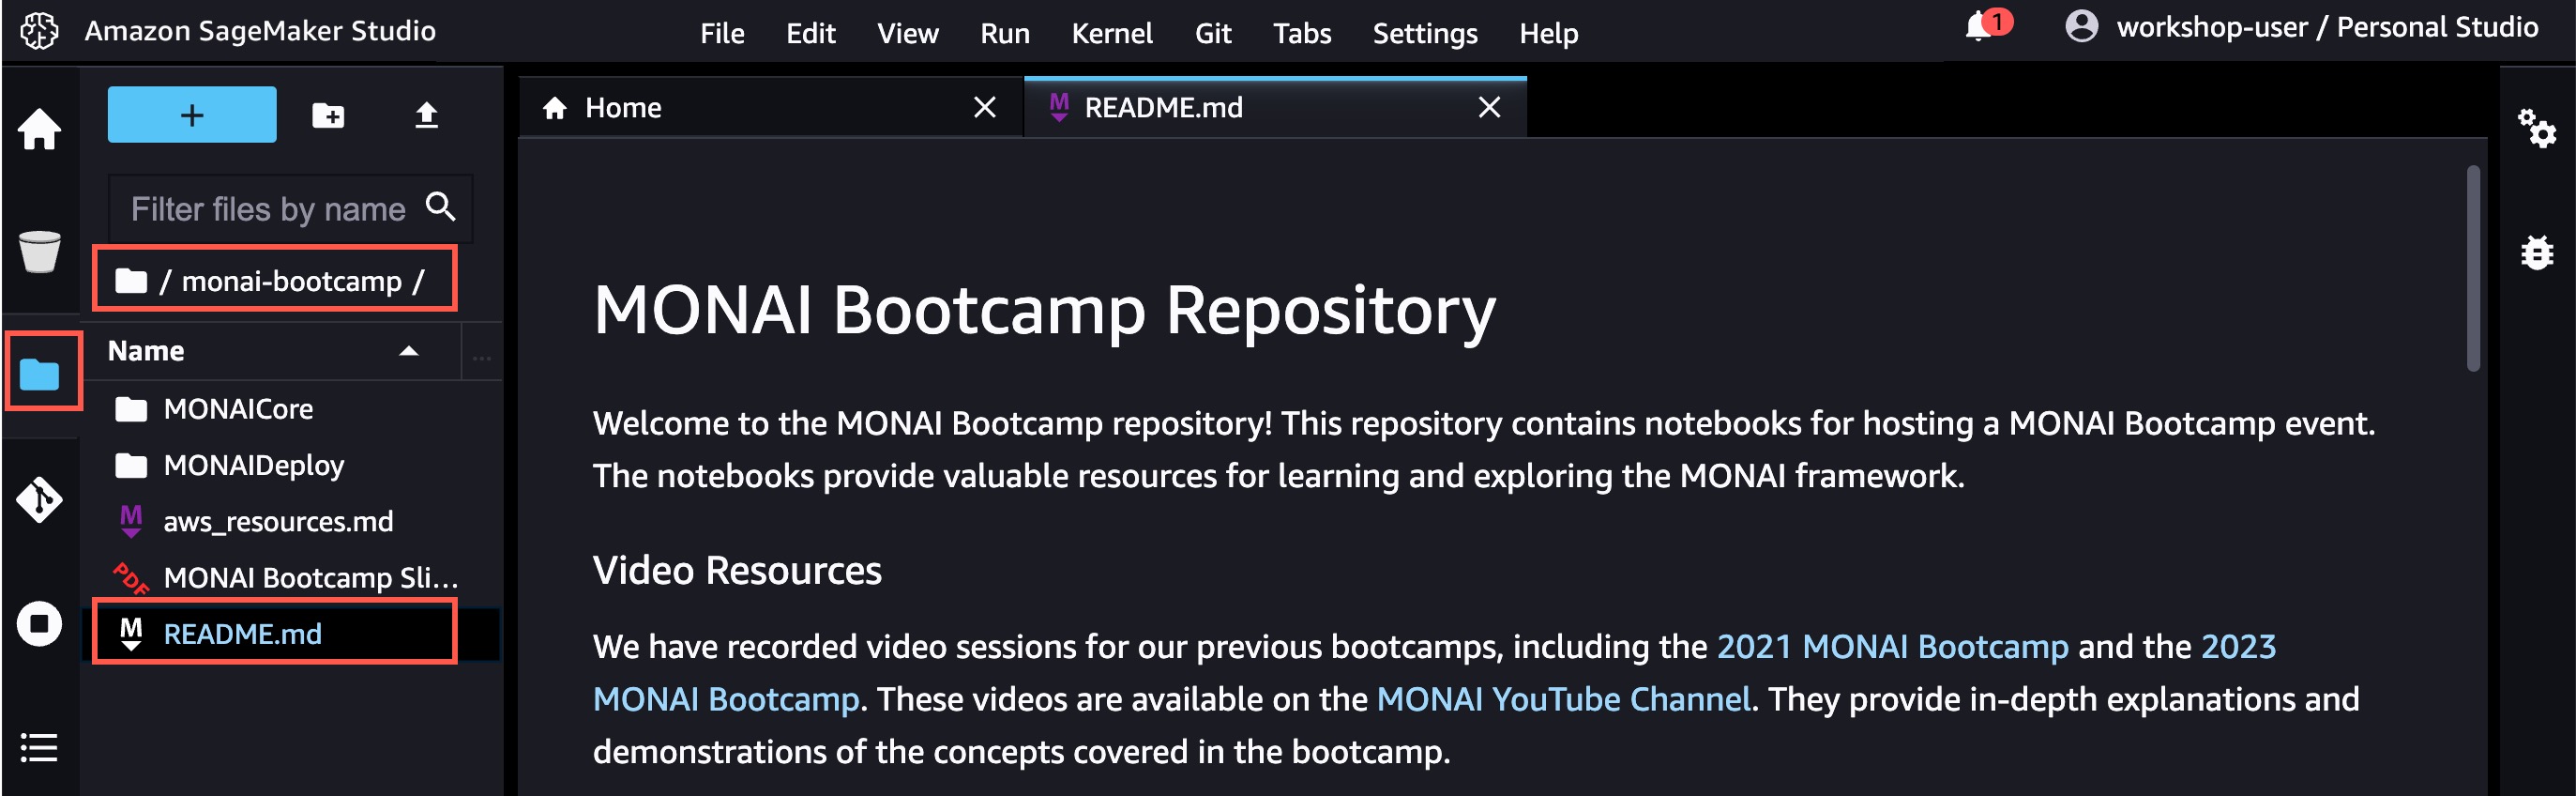 Amazon SageMaker Studio
File Edit View Run Kernel Git Tabs Settings Help
1
workshop-user / Personal Studio
+
Filter files by name
/ monai-bootcamp /
Name
...
MONAICore
MONAIDeploy
M aws_resources.md
PDF MONAI Bootcamp Sli…
M README.md
Home
M README.md
MONAI Bootcamp Repository
Welcome to the MONAI Bootcamp repository! This repository contains notebooks for hosting a MONAI Bootcamp event.
The notebooks provide valuable resources for learning and exploring the MONAI framework.
Video Resources
We have recorded video sessions for our previous bootcamps, including the 2021 MONAI Bootcamp and the 2023
MONAI Bootcamp. These videos are available on the MONAI YouTube Channel. They provide in-depth explanations and
demonstrations of the concepts covered in the bootcamp.